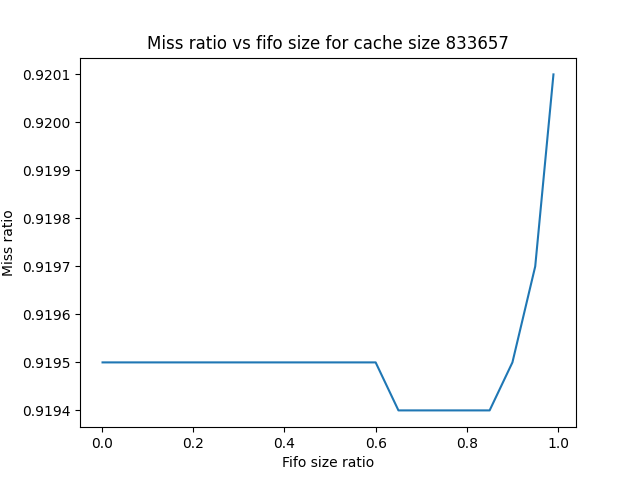 Miss ratio vs fifo size for cache size 833657
Miss ratio
0.9201
0.9200
0.9199
0.9198
0.9197
0.9196
0.9195
0.9194
0.0 0.2 0.4 0.6 0.8 1.0
Fifo size ratio